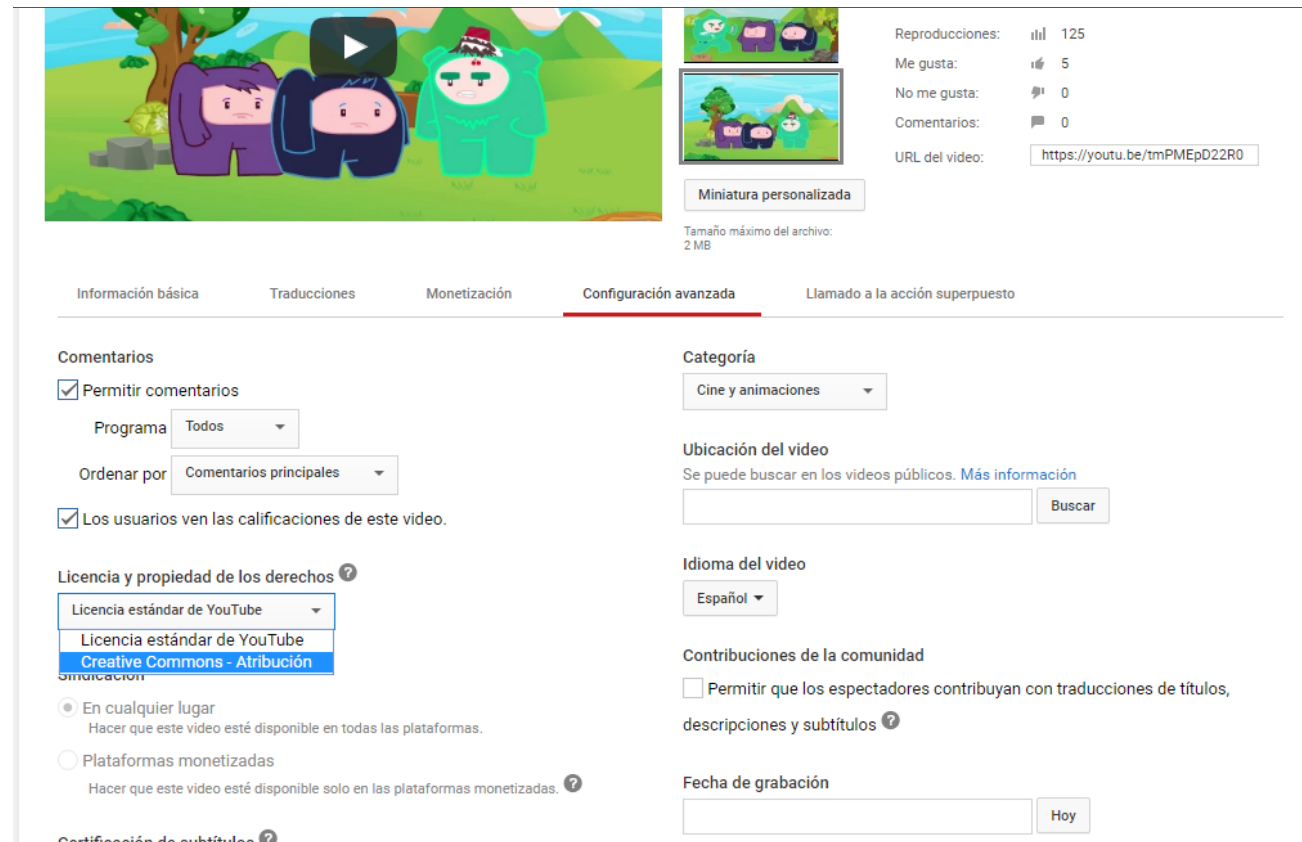 Reproducciones: 125
Me gusta: 5
No me gusta: 0
Comentarios: 0
URL del video: https://youtu.be/tmPMEpD22R0
Miniatura personalizada
Tamaño máximo del archivo:
2 MB
Información básica Traducciones Monetización Configuración avanzada Llamado a la acción superpuesto
Comentarios
Permitir comentarios
Programa Todos
Ordenar por Comentarios principales
Los usuarios ven las calificaciones de este video.
Licencia y propiedad de los derechos ?
Licencia estándar de YouTube
Licencia estándar de YouTube
Creative Commons - Atribución
Sindicación
En cualquier lugar
Hacer que este video esté disponible en todas las plataformas.
Plataformas monetizadas
Hacer que este video esté disponible solo en las plataformas monetizadas. ?
Certificación de subtítulos ?
Categoría
Cine y animaciones
Ubicación del video
Se puede buscar en los videos públicos. Más información
Buscar
Idioma del video
Español
Contribuciones de la comunidad
Permitir que los espectadores contribuyan con traducciones de títulos,
descripciones y subtítulos ?
Fecha de grabación
Hoy